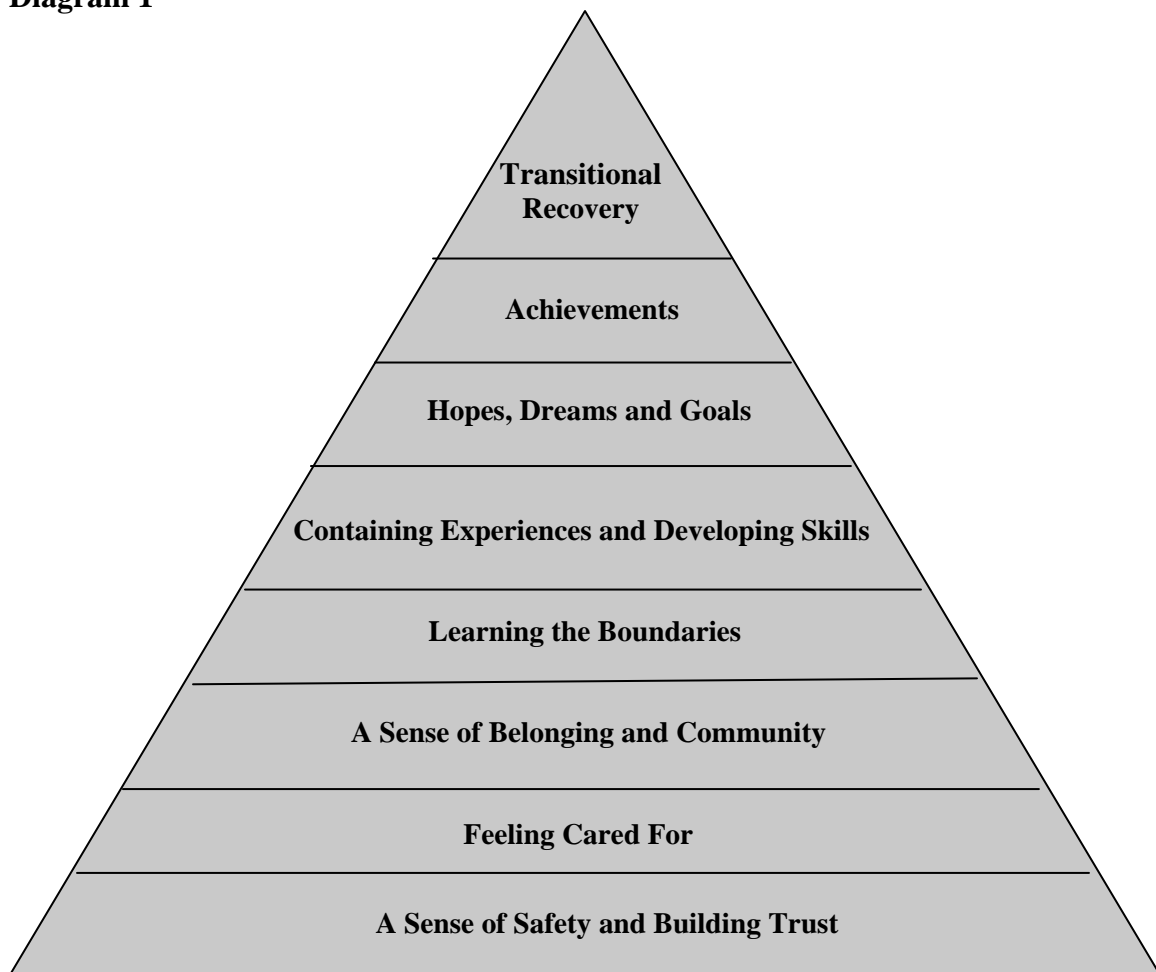 Diagram 1
Transitional
Recovery
Achievements
Hopes, Dreams and Goals
Containing Experiences and Developing Skills
Learning the Boundaries
A Sense of Belonging and Community
Feeling Cared For
A Sense of Safety and Building Trust